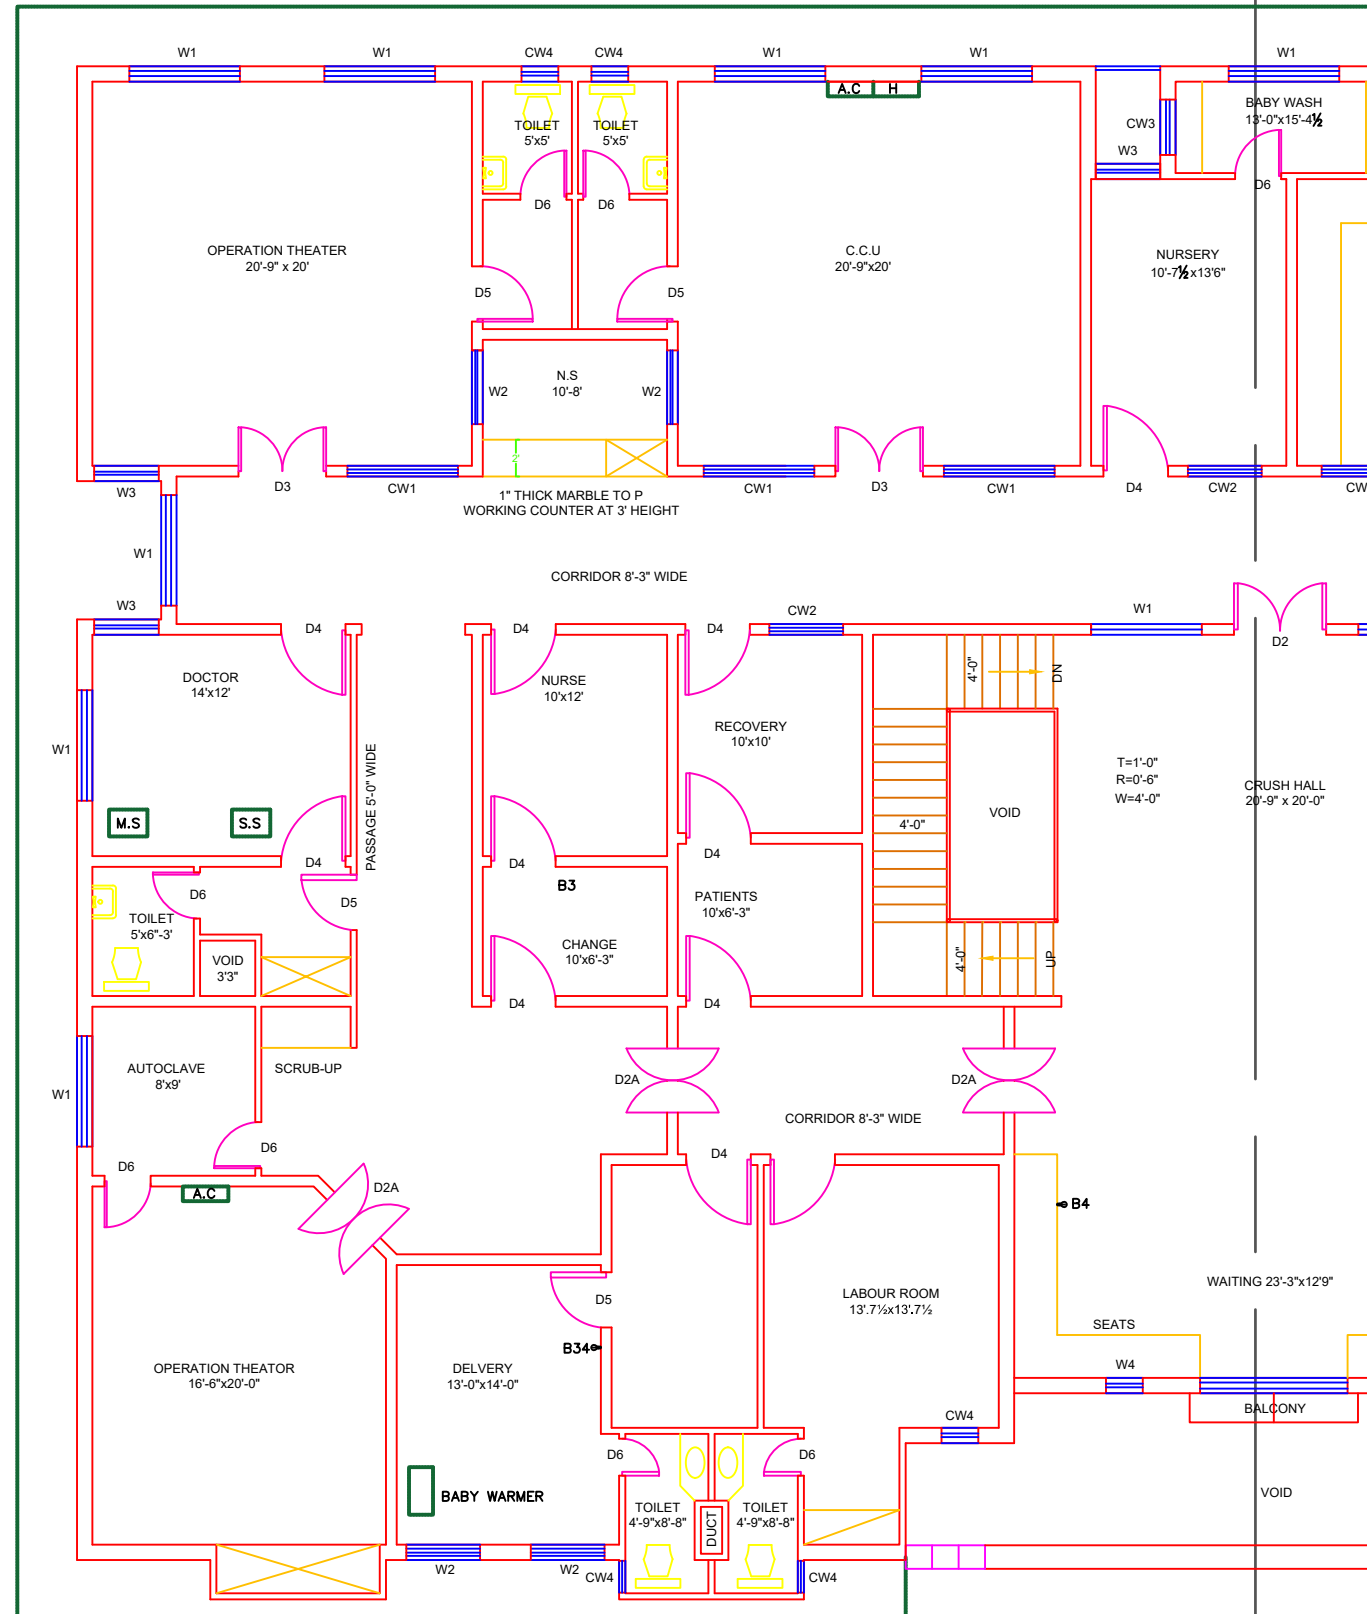 W1
W1
CW4
CW4
W1
W1
W1
A.C
H
TOILET
5'x5'
TOILET
5'x5'
CW3
W3
BABY WASH
13'-0"x15'-4½
D6
D6
D6
OPERATION THEATER
20'-9" x 20'
C.C.U
20'-9"x20'
NURSERY
10'-7½x13'6"
D5
D5
N.S
10'-8'
W2
W2
2'
W3
D3
CW1
1" THICK MARBLE TO P
WORKING COUNTER AT 3' HEIGHT
CW1
D3
CW1
D4
CW2
CW
W1
CORRIDOR 8'-3" WIDE
W3
D4
D4
D4
CW2
W1
D2
DOCTOR
14'x12'
NURSE
10'x12'
RECOVERY
10'x10'
4'-0"
DN
W1
PASSAGE 5'-0" WIDE
T=1'-0"
R=0'-6"
W=4'-0"
CRUSH HALL
20'-9" x 20'-0"
M.S
S.S
4'-0"
VOID
D4
D4
D4
D6
D5
B3
PATIENTS
10'x6'-3"
TOILET
5'x6"-3'
CHANGE
10'x6'-3"
VOID
3'3"
4'-0"
UP
D4
D4
AUTOCLAVE
8'x9'
SCRUB-UP
W1
D2A
D2A
CORRIDOR 8'-3" WIDE
D6
D6
D4
A.C
D2A
B4
WAITING 23'-3"x12'9"
D5
LABOUR ROOM
13'.7½x13'.7½
SEATS
B34
OPERATION THEATOR
16'-6"x20'-0"
DELVERY
13'-0"x14'-0"
W4
BALCONY
CW4
D6
D6
BABY WARMER
TOILET
4'-9"x8'-8"
DUCT
TOILET
4'-9"x8'-8"
VOID
W2
W2
CW4
CW4